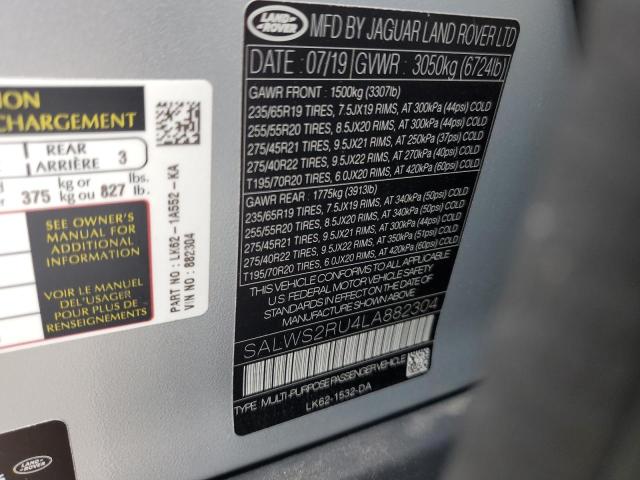 LAND ROVER
MFD BY JAGUAR LAND ROVER LTD
DATE : 07/19 GVWR : 3050kg (6724lb)
GAWR FRONT : 1500kg (3307lb)
235/65R19 TIRES, 7.5JX19 RIMS, AT 300kPa (44psi) COLD
255/55R20 TIRES, 8.5JX20 RIMS, AT 300kPa (44psi) COLD
275/45R21 TIRES, 9.5JX21 RIMS, AT 250kPa (37psi) COLD
275/40R22 TIRES, 9.5JX22 RIMS, AT 270kPa (40psi) COLD
T195/70R20 TIRES, 6.0JX20 RIMS, AT 420kPa (60psi) COLD
GAWR REAR : 1775kg (3913lb)
235/65R19 TIRES, 7.5JX19 RIMS, AT 340kPa (50psi) COLD
255/55R20 TIRES, 8.5JX20 RIMS, AT 340kPa (50psi) COLD
275/45R21 TIRES, 9.5JX21 RIMS, AT 300kPa (44psi) COLD
275/40R22 TIRES, 9.5JX22 RIMS, AT 350kPa (51psi) COLD
T195/70R20 TIRES, 6.0JX20 RIMS, AT 420kPa (60psi) COLD
THIS VEHICLE CONFORMS TO ALL APPLICABLE
U.S FEDERAL MOTOR VEHICLE SAFETY
STANDARDS IN EFFECT ON THE DATE OF
MANUFACTURE SHOWN ABOVE.
SALWS2RU4LA882304
TYPE: MULTI-PURPOSE PASSENGER VEHICLE
LK62-1532-DA
ION
CHARGEMENT
REAR
ARRIÈRE 3
375 kg or kg ou 827 lbs. lb.
SEE OWNER'S
MANUAL FOR
ADDITIONAL
INFORMATION
VOIR LE MANUEL
DE L'USAGER
POUR PLUS DE
RENSEIGNEMENTS
PART NO : LK62-1A552-KA
VIN NO : 882304
LAND ROVER